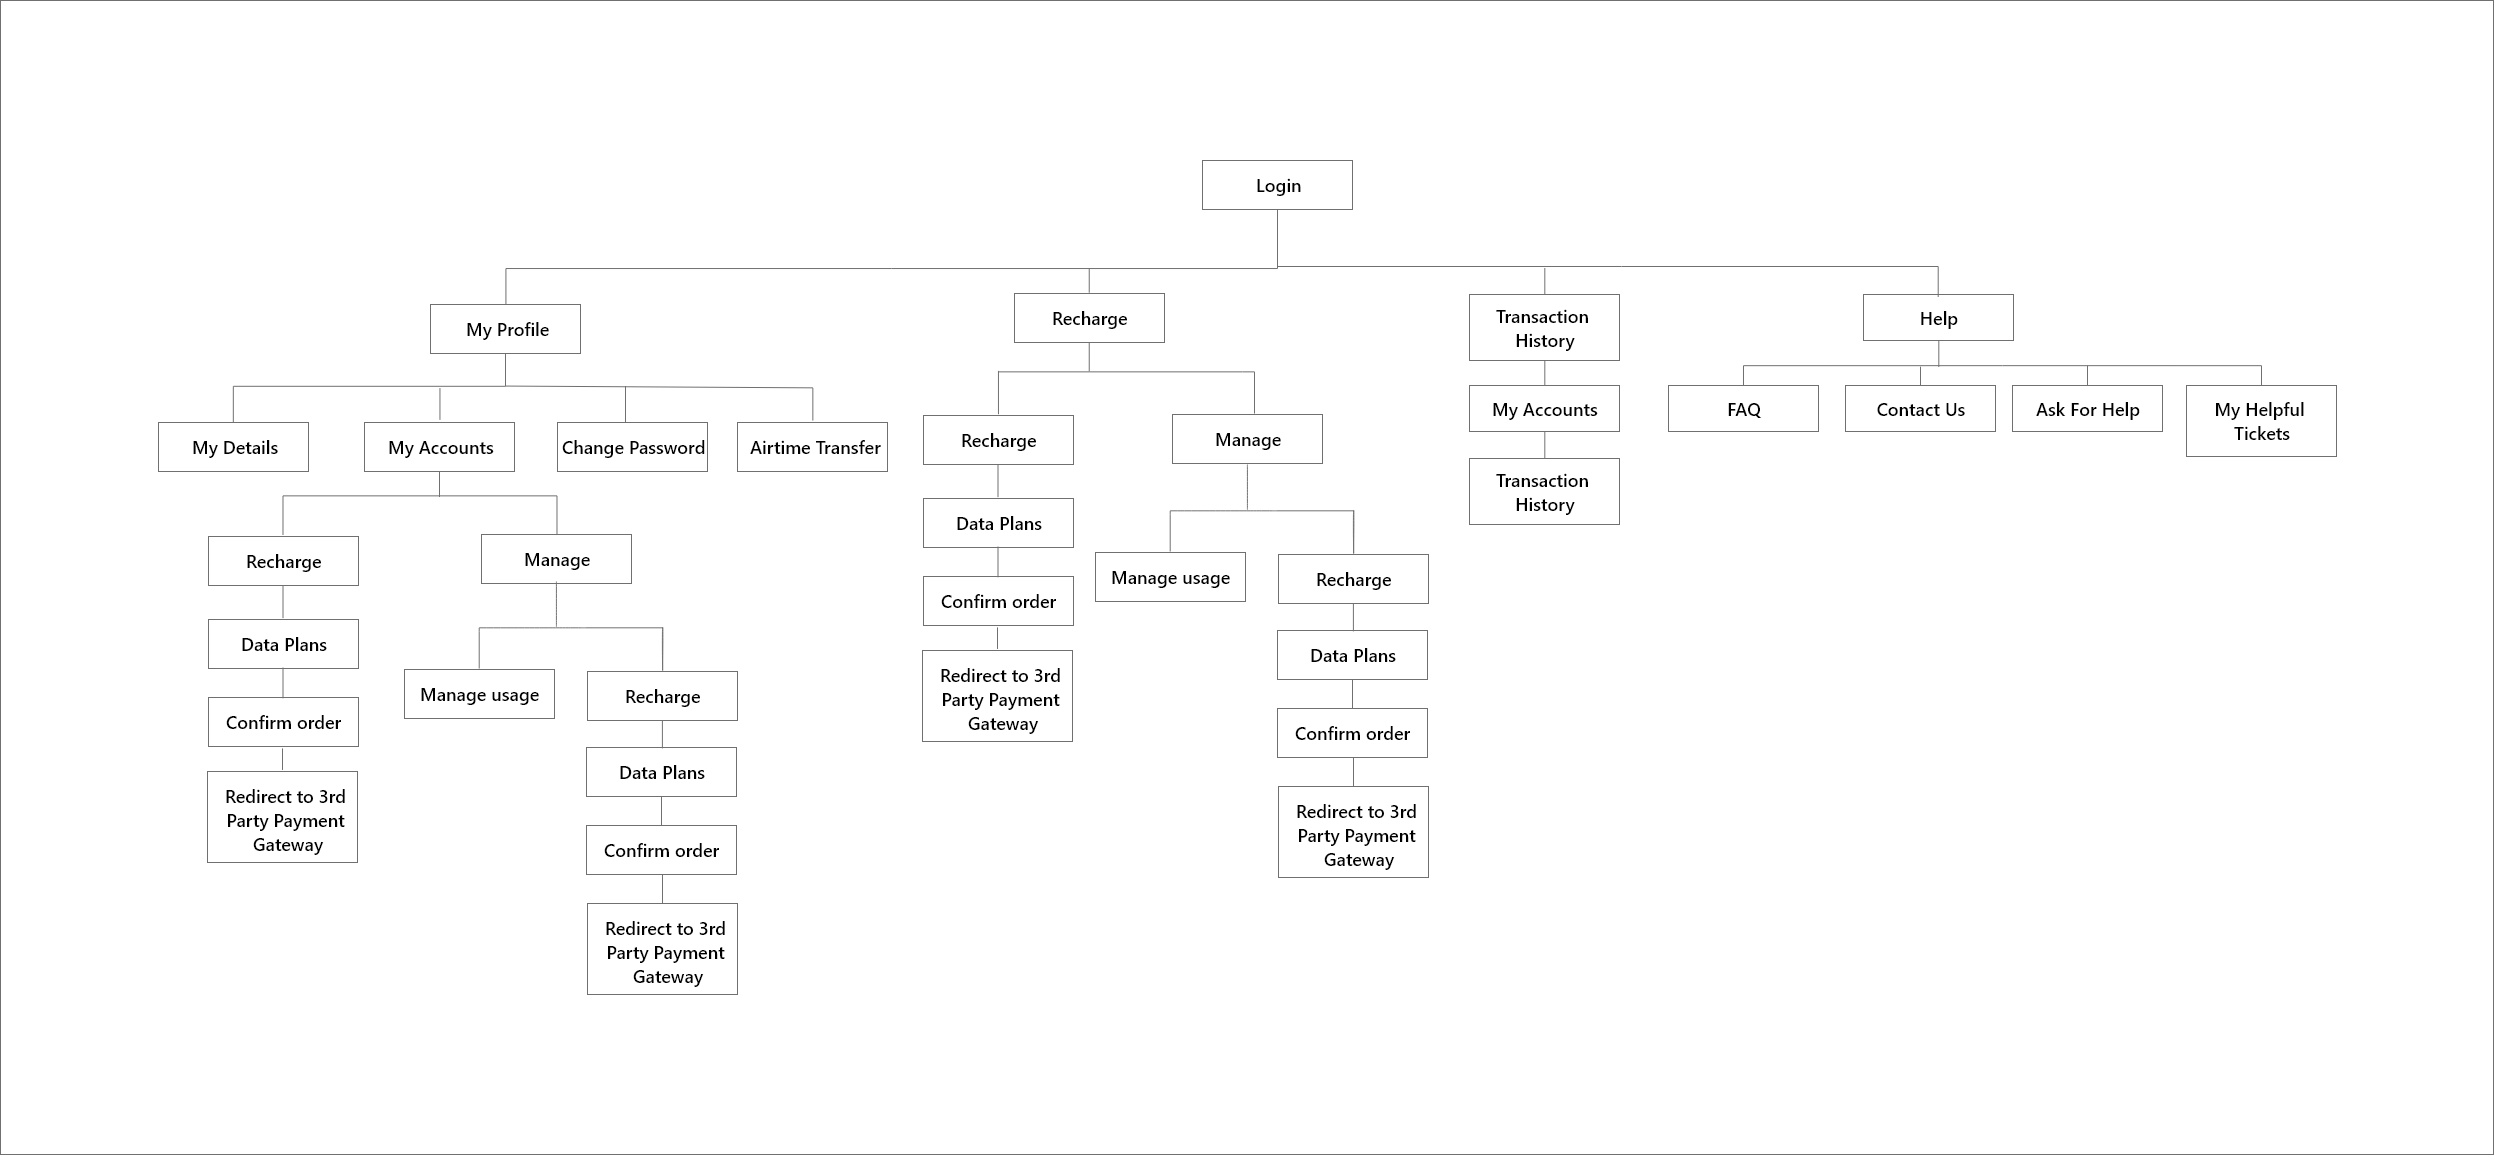 Login
My Profile
Recharge
Transaction
History
Help
My Details
My Accounts
Change Password
Airtime Transfer
Recharge
Manage
My Accounts
FAQ
Contact Us
Ask For Help
My Helpful
Tickets
Transaction
History
Recharge
Manage
Data Plans
Manage usage
Recharge
Data Plans
Confirm order
Data Plans
Manage usage
Recharge
Redirect to 3rd
Party Payment
Gateway
Confirm order
Confirm order
Data Plans
Redirect to 3rd
Party Payment
Gateway
Redirect to 3rd
Party Payment
Gateway
Confirm order
Redirect to 3rd
Party Payment
Gateway